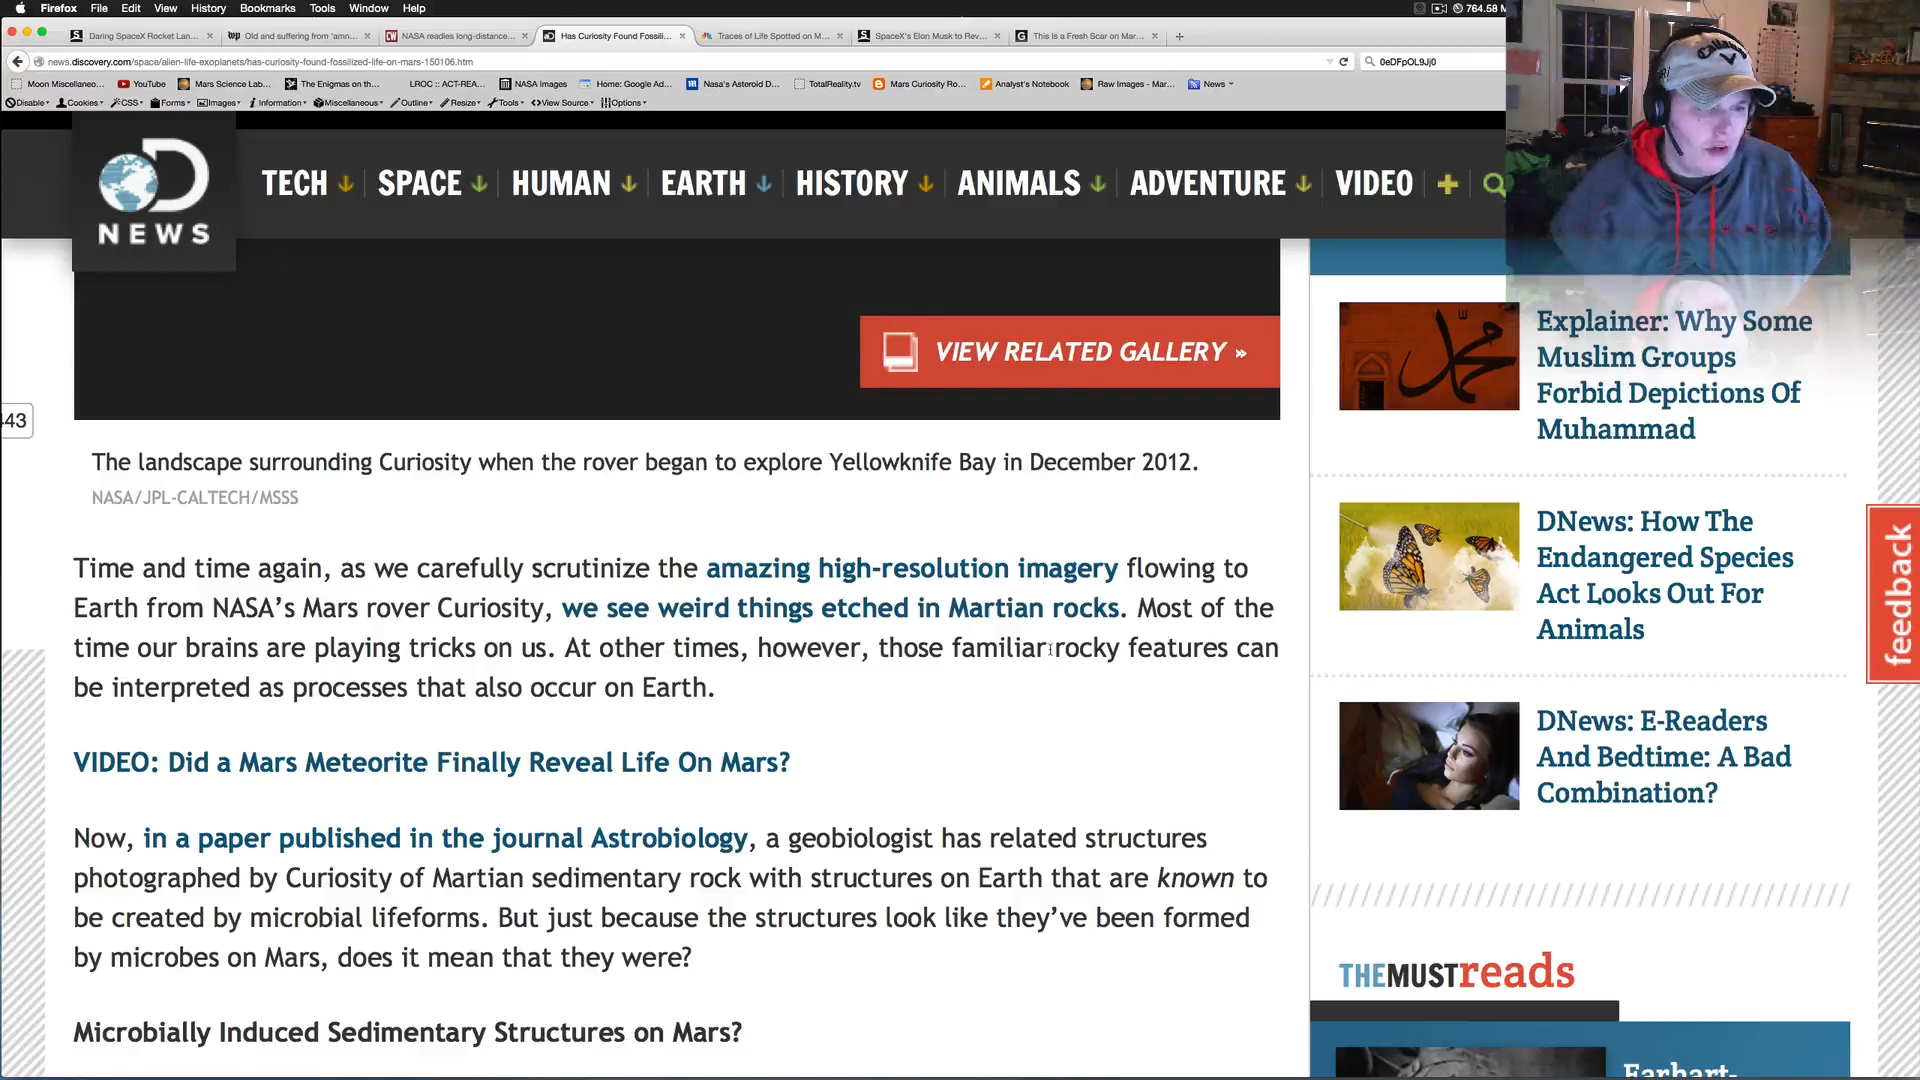 Firefox File Edit View History Bookmarks Tools Window Help
764.58 M
Daring SpaceX Rocket Lan...
Old and suffering from 'amn...
NASA readies long-distance...
Has Curiosity Found Fossili...
Traces of Life Spotted on M...
SpaceX's Elon Musk to Rev...
This Is a Fresh Scar on Mar...
news.discovery.com/space/alien-life-exoplanets/has-curiosity-found-fossilized-life-on-mars-150106.htm
0eDFpOL9Jj0
Moon Miscellaneo... YouTube Mars Science Lab... The Enigmas on th... LROC :: ACT-REA... NASA Images Home: Google Ad... Nasa's Asteroid D... TotalReality.tv Mars Curiosity Ro... Analyst's Notebook Raw Images - Mar... News
Disable Cookies CSS Forms Images Information Miscellaneous Outline Resize Tools View Source Options
D
NEWS
TECH SPACE HUMAN EARTH HISTORY ANIMALS ADVENTURE VIDEO
VIEW RELATED GALLERY »
443
The landscape surrounding Curiosity when the rover began to explore Yellowknife Bay in December 2012.
NASA/JPL-CALTECH/MSSS
Time and time again, as we carefully scrutinize the amazing high-resolution imagery flowing to
Earth from NASA's Mars rover Curiosity, we see weird things etched in Martian rocks. Most of the
time our brains are playing tricks on us. At other times, however, those familiar rocky features can
be interpreted as processes that also occur on Earth.
VIDEO: Did a Mars Meteorite Finally Reveal Life On Mars?
Now, in a paper published in the journal Astrobiology, a geobiologist has related structures
photographed by Curiosity of Martian sedimentary rock with structures on Earth that are known to
be created by microbial lifeforms. But just because the structures look like they've been formed
by microbes on Mars, does it mean that they were?
Microbially Induced Sedimentary Structures on Mars?
Explainer: Why Some
Muslim Groups
Forbid Depictions Of
Muhammad
DNews: How The
Endangered Species
Act Looks Out For
Animals
DNews: E-Readers
And Bedtime: A Bad
Combination?
THEMUSTreads
Earhart-
feedback
Callaway